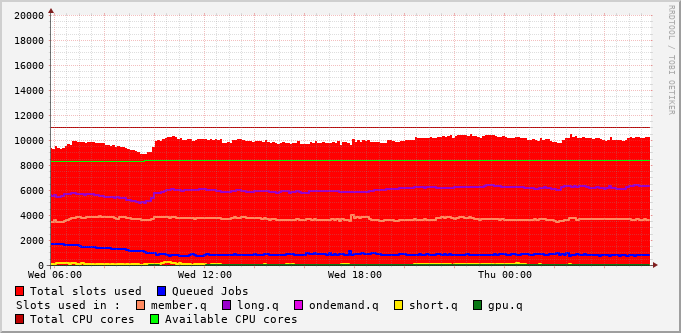 20000
18000
16000
14000
12000
10000
8000
6000
4000
2000
0
Wed 06:00 Wed 12:00 Wed 18:00 Thu 00:00
Total slots used Queued Jobs
Slots used in : member.q long.q ondemand.q short.q gpu.q
Total CPU cores Available CPU cores
RRDTOOL / TOBI OETIKER